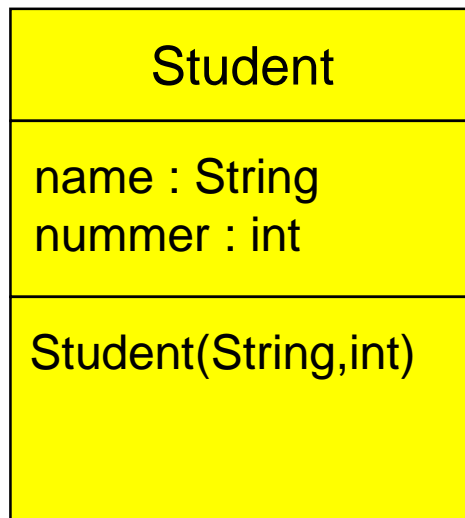 Student
name : String
nummer : int
Student(String,int)